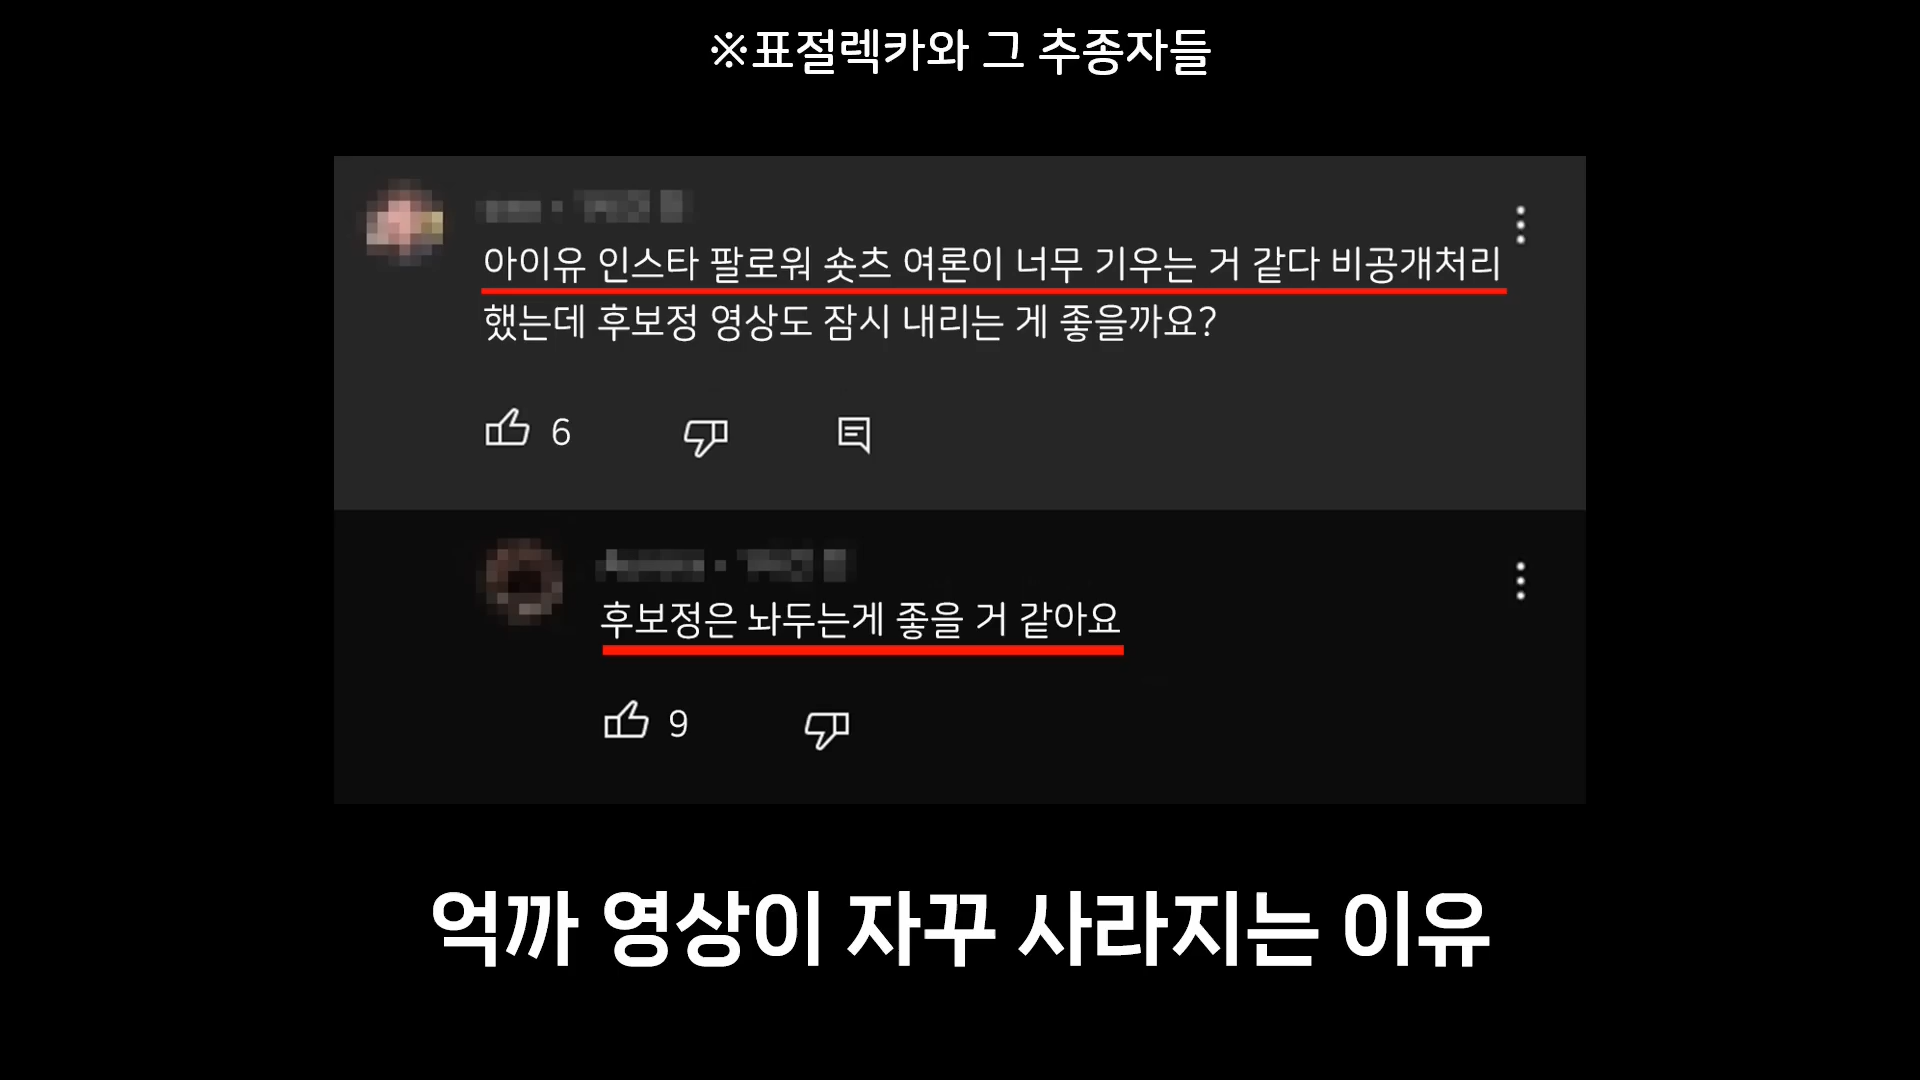 ※표절렉카와 그 추종자들
아이유 인스타 팔로워 숏츠 여론이 너무 기우는 거 같다 비공개처리
했는데 후보정 영상도 잠시 내리는 게 좋을까요?
6
후보정은 놔두는게 좋을 거 같아요
9
억까 영상이 자꾸 사라지는 이유